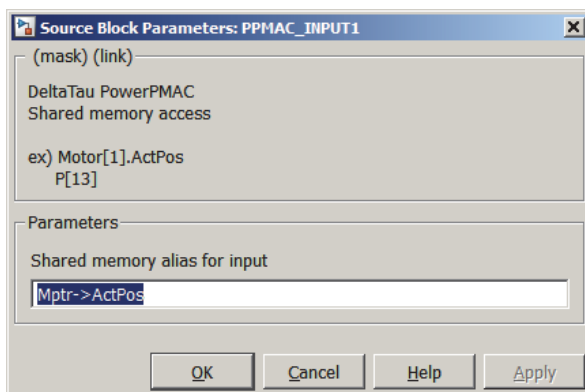 Source Block Parameters: PPMAC_INPUT1
(mask) (link)
DeltaTau PowerPMAC
Shared memory access
ex) Motor[1].ActPos
P[13]
Parameters
Shared memory alias for input
Mptr->ActPos
OK Cancel Help Apply